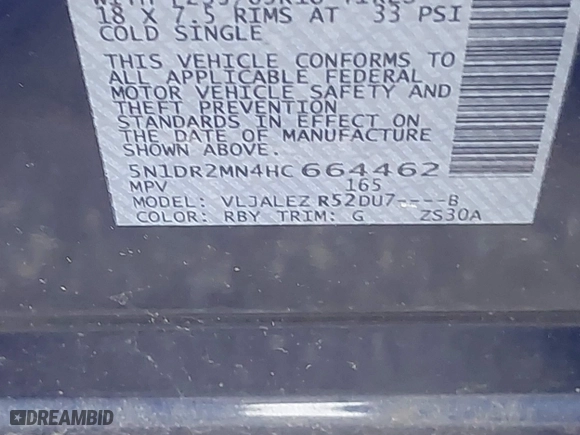 18 X 7.5 RIMS AT 33 PSI
COLD SINGLE
THIS VEHICLE CONFORMS TO
ALL APPLICABLE FEDERAL
MOTOR VEHICLE SAFETY AND
THEFT PREVENTION
STANDARDS IN EFFECT ON
THE DATE OF MANUFACTURE
SHOWN ABOVE.
5N1DR2MN4HC664462
MPV 165
MODEL: VLJALEZ R52DU7----B
COLOR: RBY TRIM: G ZS30A
DREAMBID